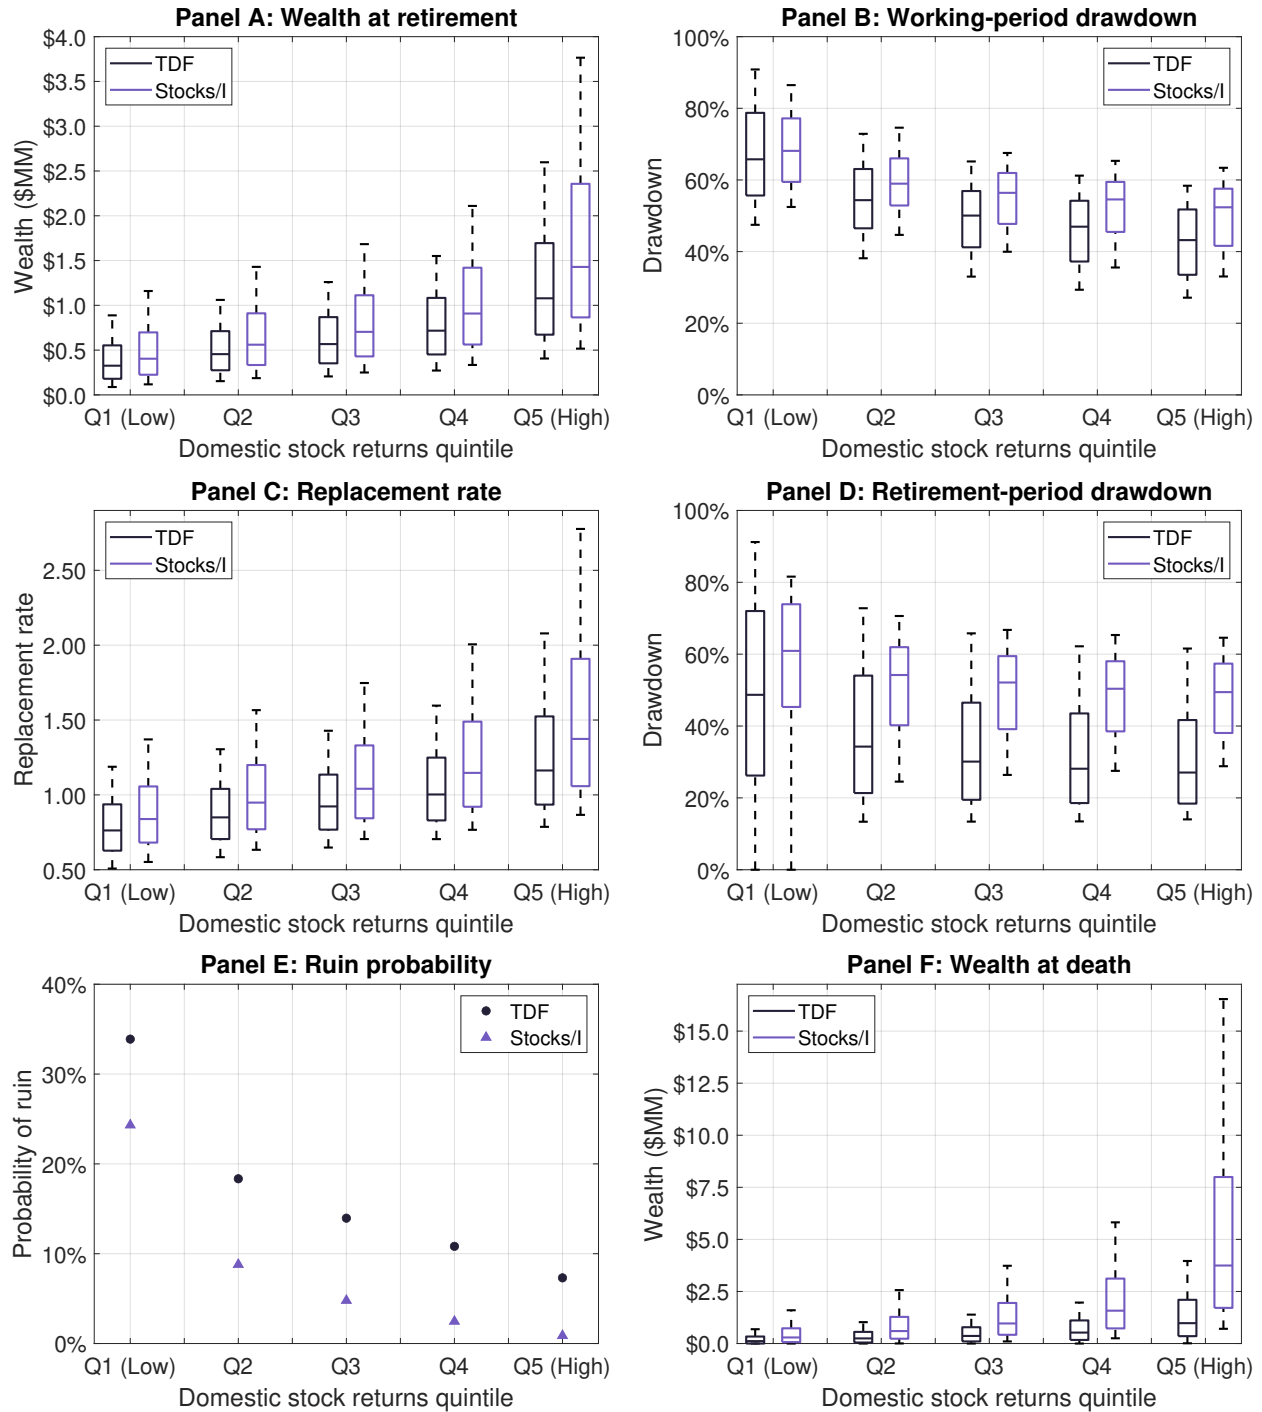 Panel A: Wealth at retirement
$4.0
$3.5
$3.0
$2.5
$2.0
$1.5
$1.0
$0.5
$0.0
Wealth ($MM)
TDF
Stocks/I
Q1 (Low) Q2 Q3 Q4 Q5 (High)
Domestic stock returns quintile
Panel B: Working-period drawdown
100%
80%
60%
40%
20%
0%
Drawdown
TDF
Stocks/I
Q1 (Low) Q2 Q3 Q4 Q5 (High)
Domestic stock returns quintile
Panel C: Replacement rate
2.50
2.00
1.50
1.00
0.50
Replacement rate
TDF
Stocks/I
Q1 (Low) Q2 Q3 Q4 Q5 (High)
Domestic stock returns quintile
Panel D: Retirement-period drawdown
100%
80%
60%
40%
20%
0%
Drawdown
TDF
Stocks/I
Q1 (Low) Q2 Q3 Q4 Q5 (High)
Domestic stock returns quintile
Panel E: Ruin probability
40%
30%
20%
10%
0%
Probability of ruin
TDF
Stocks/I
Q1 (Low) Q2 Q3 Q4 Q5 (High)
Domestic stock returns quintile
Panel F: Wealth at death
$15.0
$12.5
$10.0
$7.5
$5.0
$2.5
$0.0
Wealth ($MM)
TDF
Stocks/I
Q1 (Low) Q2 Q3 Q4 Q5 (High)
Domestic stock returns quintile